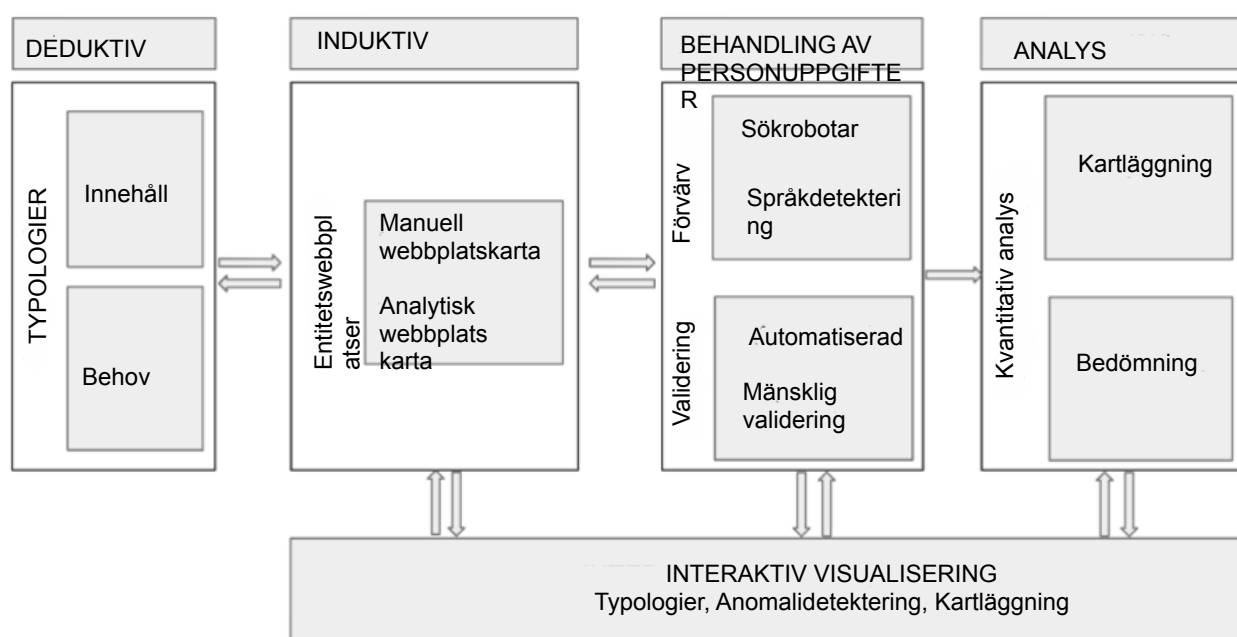 DEDUKTIV
TYPOLOGIER
Innehåll
Behov
INDUKTIV
Entitetswebbpl
atser
Manuell
webbplatskarta
Analytisk
webbplats
karta
BEHANDLING AV
PERSONUPPGIFTE
R
Förvärv
Sökrobotar
Språkdetekteri
ng
Validering
Automatiserad
Mänsklig
validering
ANALYS
Kvantitativ analys
Kartläggning
Bedömning
INTERAKTIV VISUALISERING
Typologier, Anomalidetektering, Kartläggning